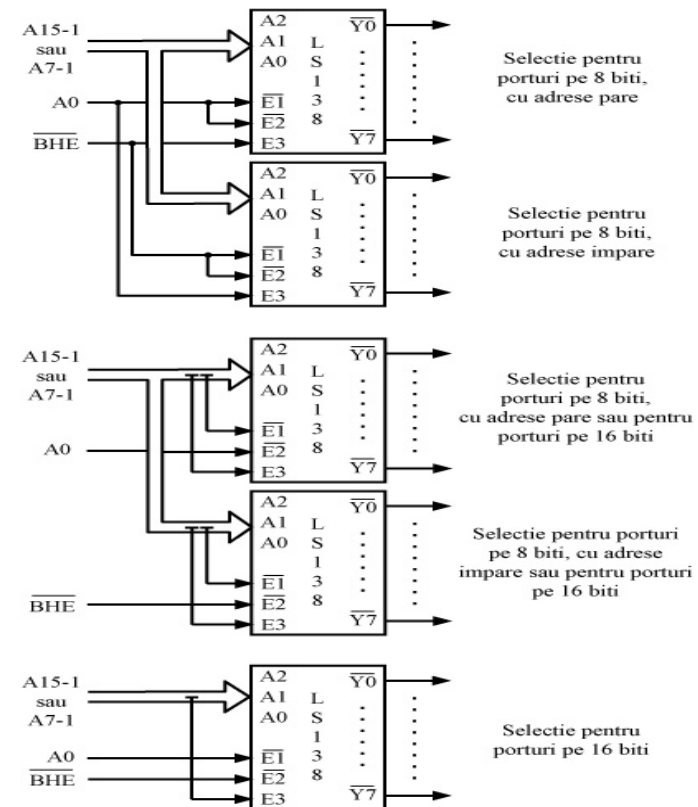 A15-1
sau
A7-1
A0
BHE
A2
A1
A0
E1
E2
E3
L
S
1
3
8
Y0
Y7
Selectie pentru
porturi pe 8 biti,
cu adrese pare
A2
A1
A0
E1
E2
E3
L
S
1
3
8
Y0
Y7
Selectie pentru
porturi pe 8 biti,
cu adrese impare
A15-1
sau
A7-1
A0
A2
A1
A0
E1
E2
E3
L
S
1
3
8
Y0
Y7
Selectie pentru
porturi pe 8 biti,
cu adrese pare sau pentru
porturi pe 16 biti
BHE
A2
A1
A0
E1
E2
E3
L
S
1
3
8
Y0
Y7
Selectie pentru porturi
pe 8 biti, cu adrese
impare sau pentru porturi
pe 16 biti
A15-1
sau
A7-1
A0
BHE
A2
A1
A0
E1
E2
E3
L
S
1
3
8
Y0
Y7
Selectie pentru
porturi pe 16 biti